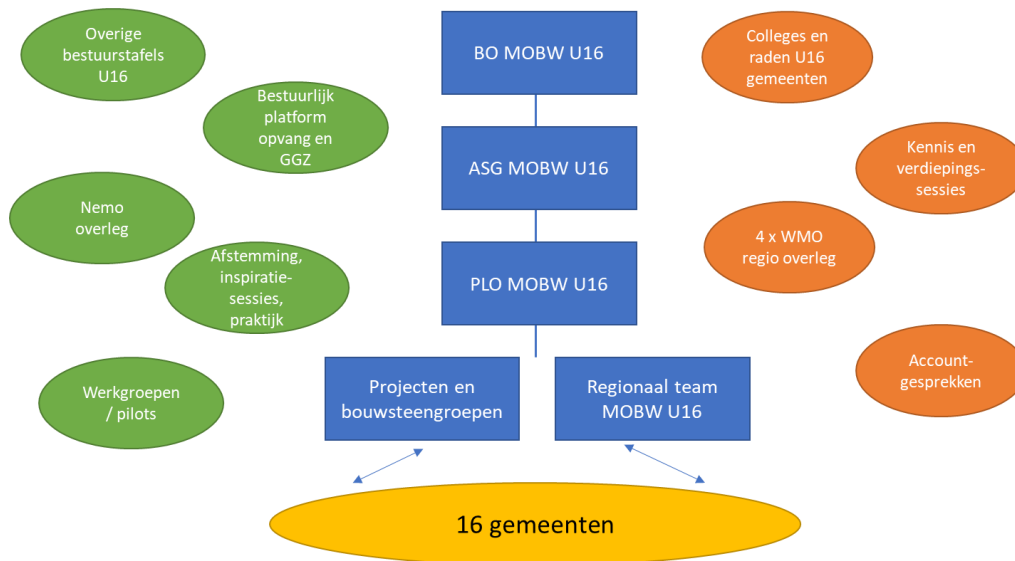 Overige
bestuurstafels
U16
Bestuurlijk
platform
opvang en
GGZ
Nemo
overleg
Afstemming,
inspiratie-
sessies,
praktijk
Werkgroepen
/ pilots
BO MOBW U16
ASG MOBW U16
PLO MOBW U16
Projecten en
bouwsteengroepen
Regionaal team
MOBW U16
16 gemeenten
Colleges en
raden U16
gemeenten
Kennis en
verdiepings-
sessies
4 x WMO
regio overleg
Account-
gesprekken